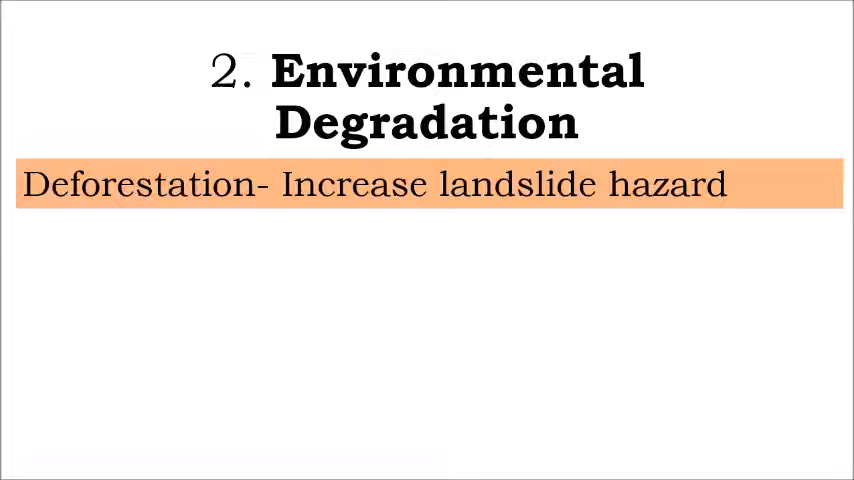 2. Environmental
Degradation
Deforestation- Increase landslide hazard